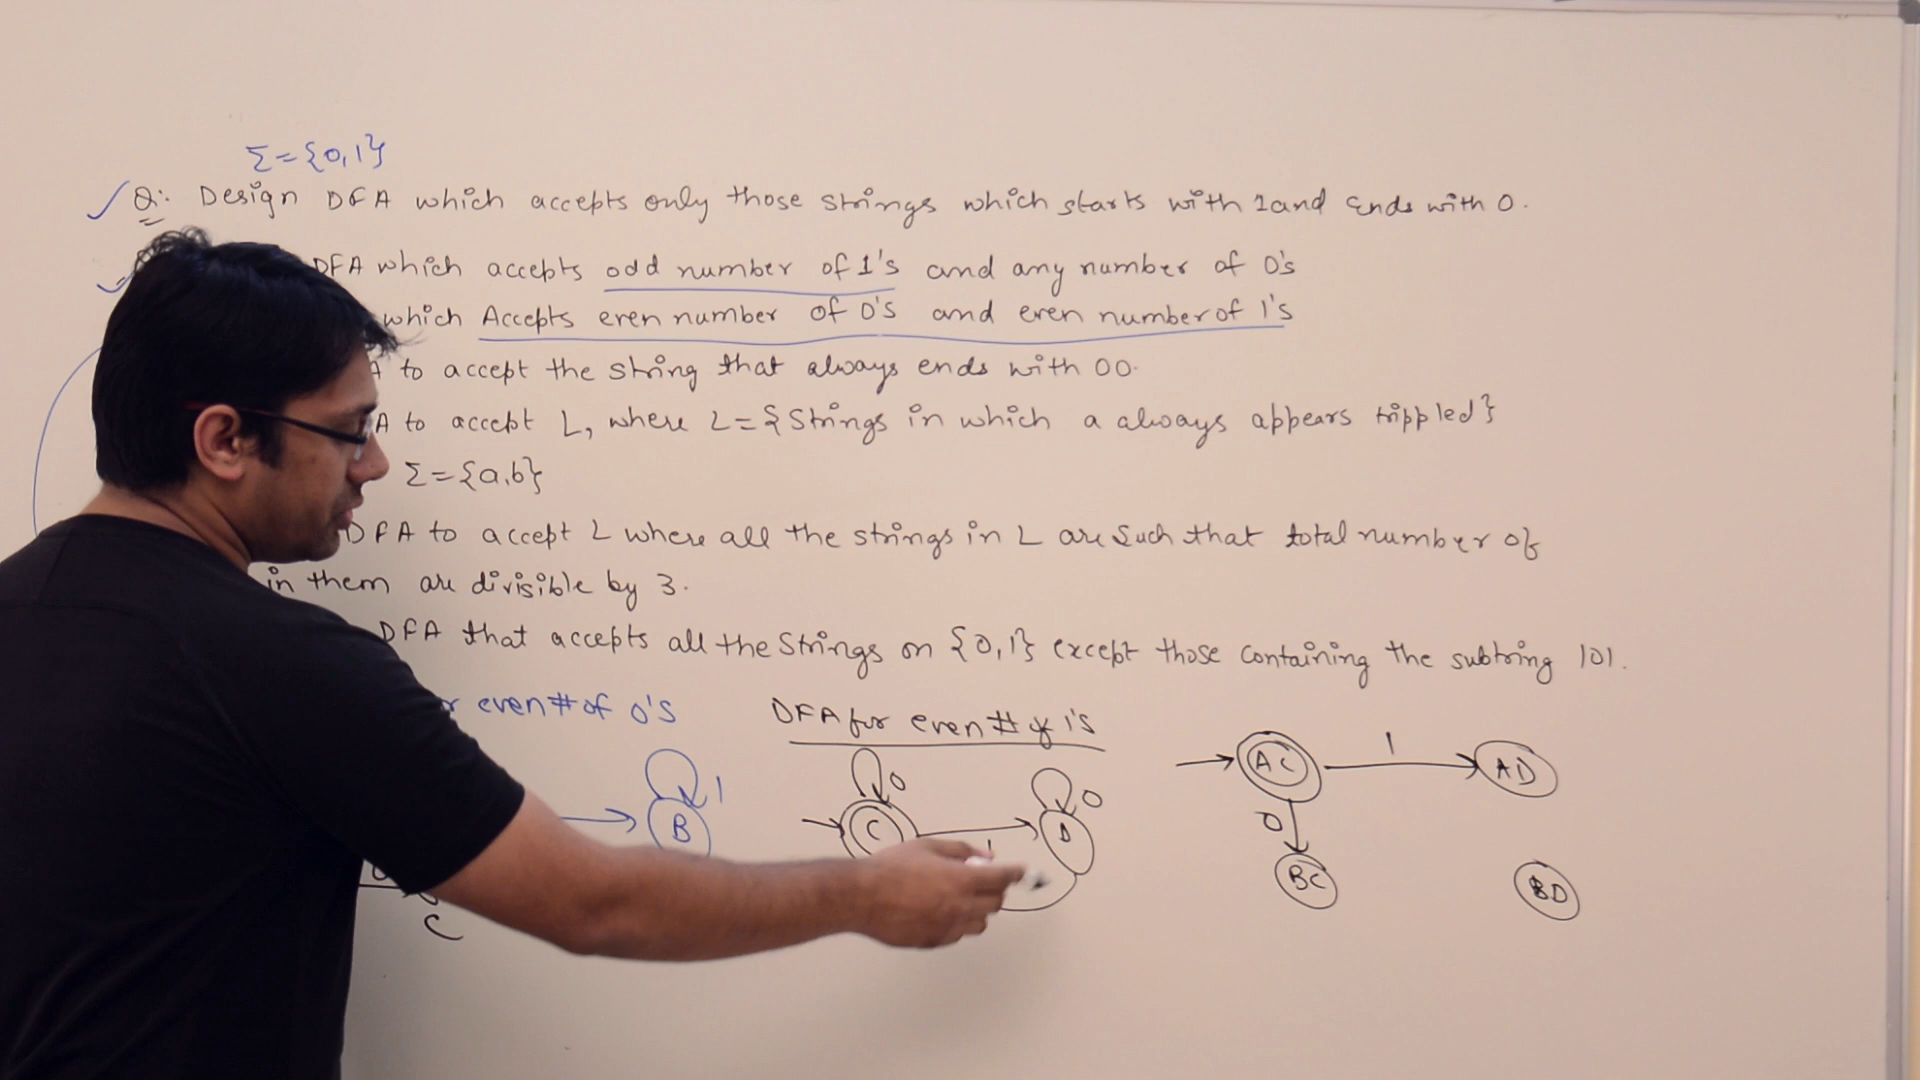 Σ={0,1}
Q: Design DFA which accepts only those strings which starts with 1 and Ends with 0.
DFA which accepts odd number of 1's and any number of 0's
which Accepts even number of 0's and even number of 1's
to accept the string that always ends with 00.
A to accept L, where L={Strings in which a always appears trippled}
Σ={a,b}
DFA to accept L where all the strings in L are Such that total number of
in them are divisible by 3.
DFA that accepts all the Strings on {0,1} except those containing the substring 101.
even # of 0's
DFA for even # of 1's
1
B
0
C
0
D
1
AC
1
AD
0
BC
BD
C